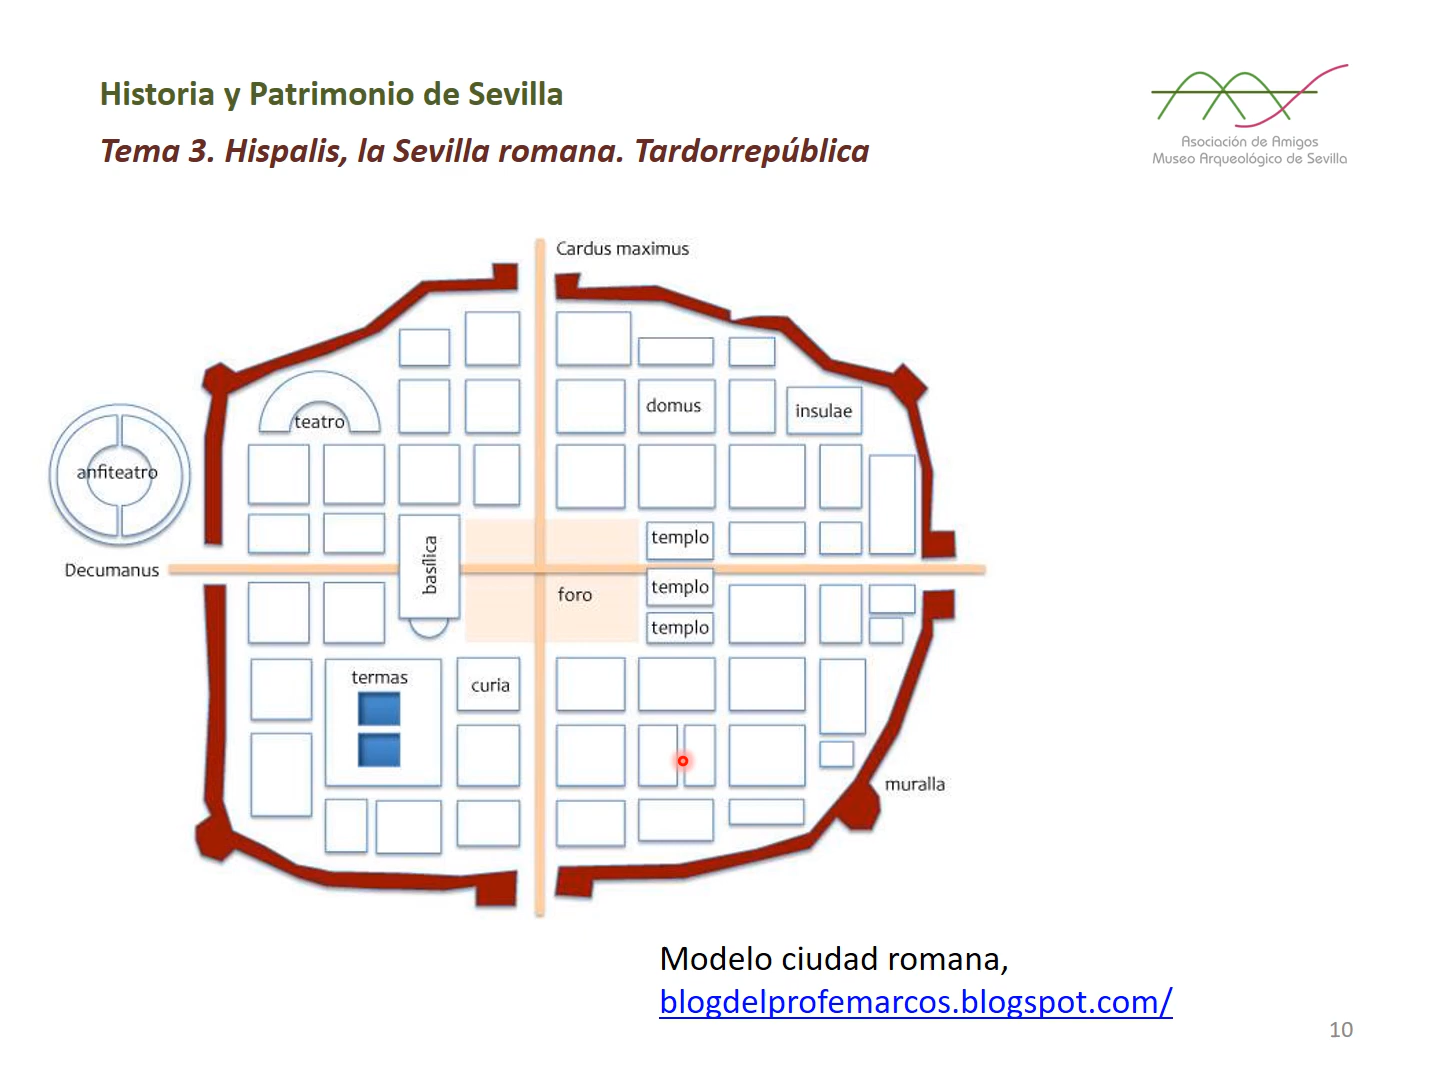 Historia y Patrimonio de Sevilla
Tema 3. Hispalis, la Sevilla romana. Tardorrepública
Asociación de Amigos
Museo Arqueológico de Sevilla
Cardus maximus
domus
insulae
teatro
anfiteatro
templo
basílica
Decumanus
templo
foro
templo
termas
curia
muralla
Modelo ciudad romana,
blogdelprofemarcos.blogspot.com/
10